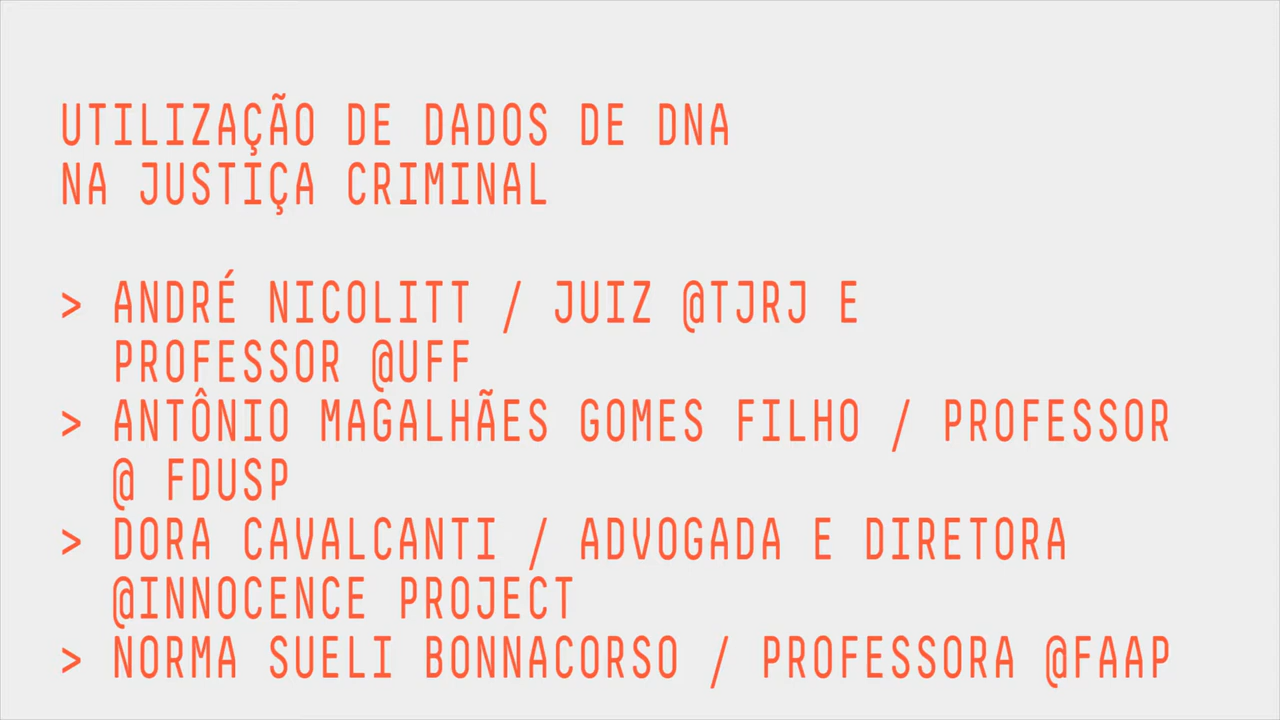 UTILIZAÇÃO DE DADOS DE DNA
NA JUSTIÇA CRIMINAL
> ANDRÉ NICOLITT / JUIZ @TJRJ E
PROFESSOR @UFF
> ANTÔNIO MAGALHÃES GOMES FILHO / PROFESSOR
@ FDUSP
> DORA CAVALCANTI / ADVOGADA E DIRETORA
@INNOCENCE PROJECT
> NORMA SUELI BONNACORSO / PROFESSORA @FAAP